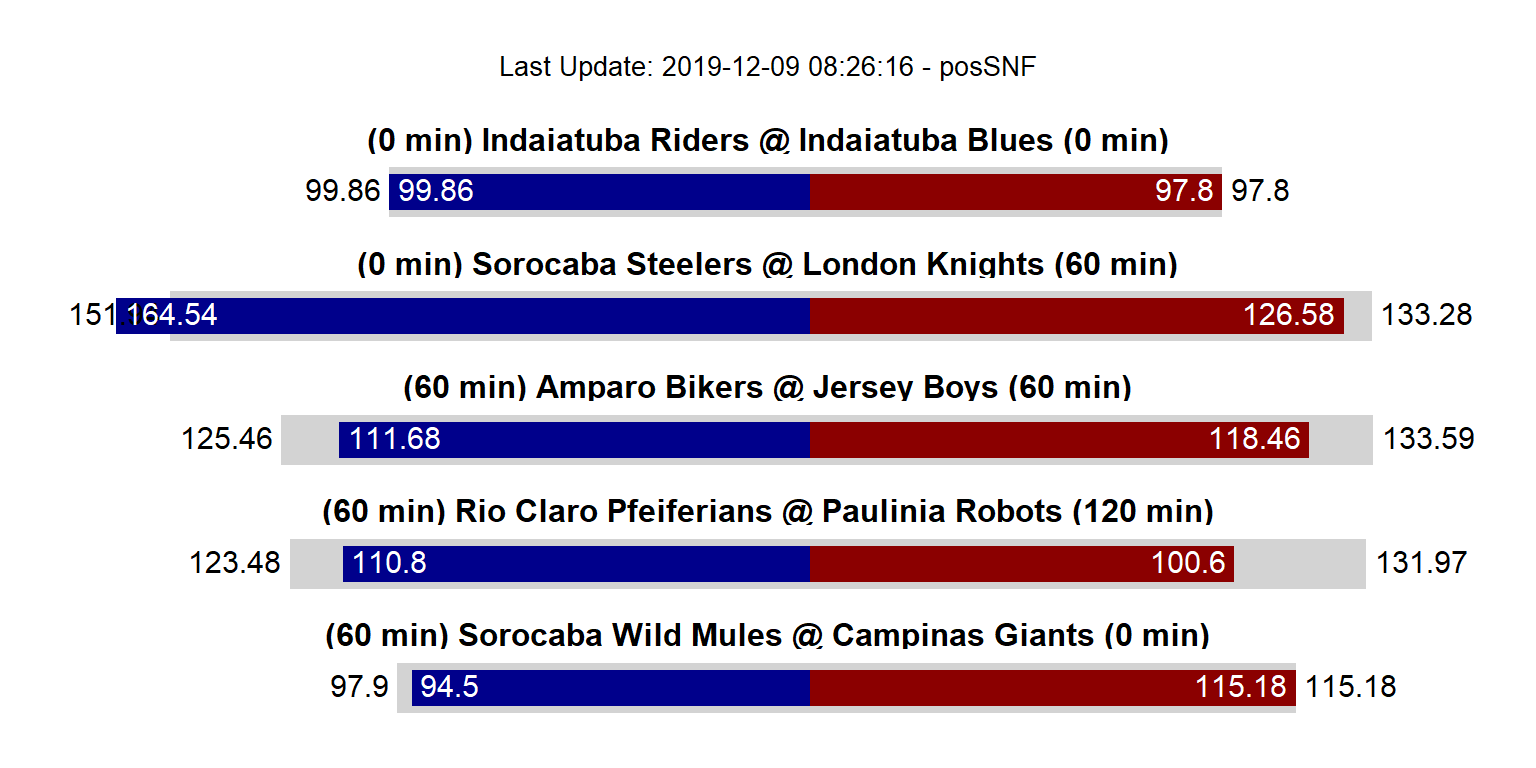 Last Update: 2019-12-09 08:26:16 - posSNF
(0 min) Indaiatuba Riders @ Indaiatuba Blues (0 min)
99.86 99.86 97.8 97.8
(0 min) Sorocaba Steelers @ London Knights (60 min)
164.54 126.58 133.28
(60 min) Amparo Bikers @ Jersey Boys (60 min)
125.46 111.68 118.46 133.59
(60 min) Rio Claro Pfeiferians @ Paulinia Robots (120 min)
123.48 110.8 100.6 131.97
(60 min) Sorocaba Wild Mules @ Campinas Giants (0 min)
97.9 94.5 115.18 115.18